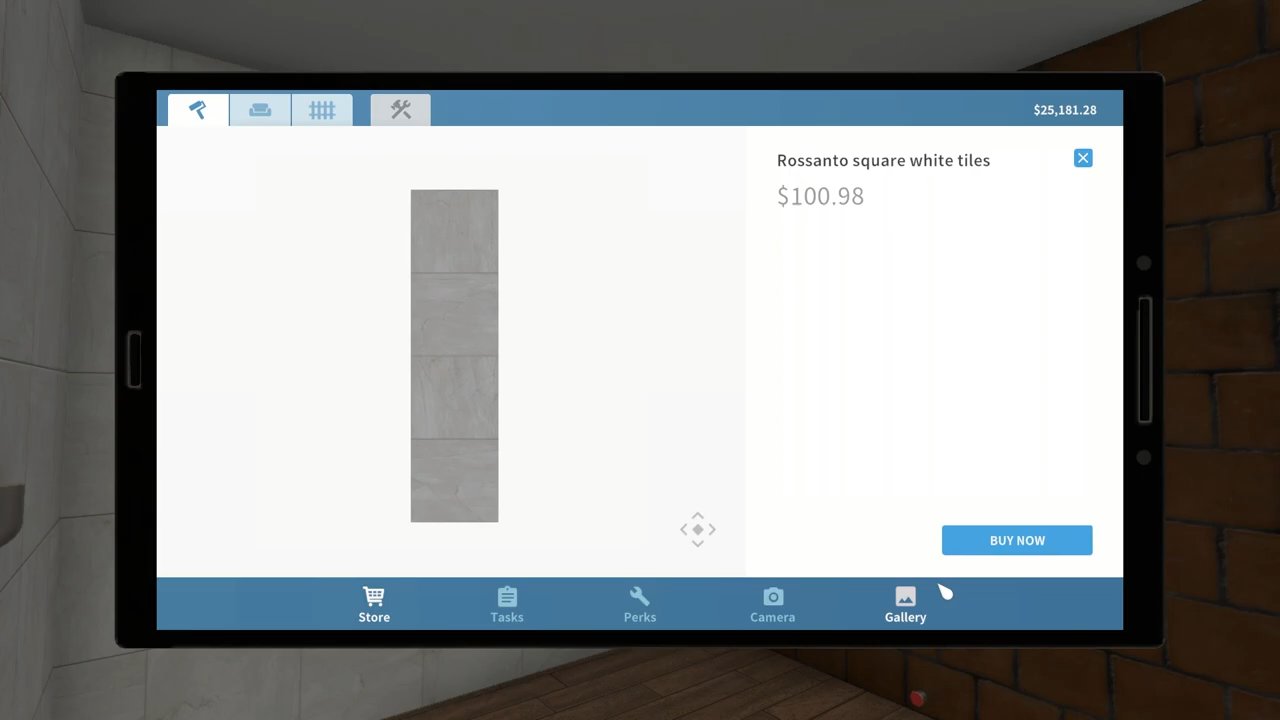 $25,181.28
Rossanto square white tiles
$100.98
BUY NOW
Store
Tasks
Perks
Camera
Gallery